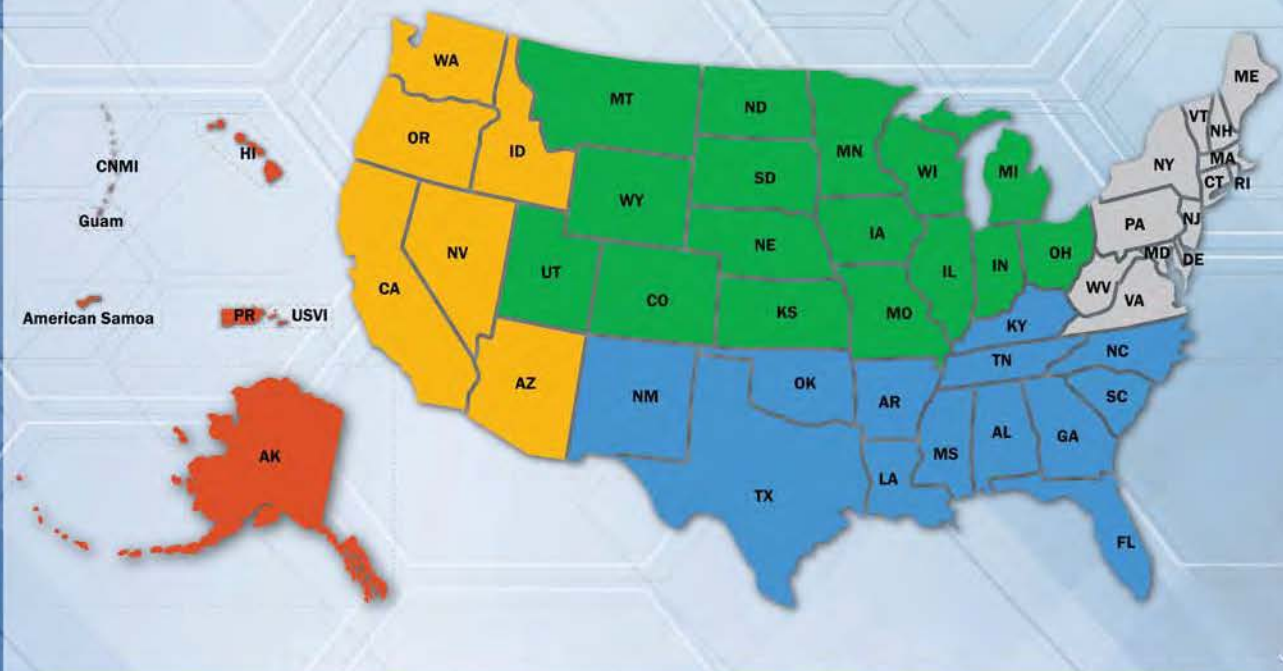 WA
MT
ND
ME
OR
ID
MN
VT
NH
CNMI
HI
SD
WI
MI
NY
MA
CT
RI
WY
Guam
IA
PA
NJ
NV
NE
OH
MD
DE
UT
IL
IN
CA
CO
WV
VA
American Samoa
PR
USVI
KS
MO
KY
NC
TN
AZ
OK
NM
AR
SC
AL
GA
AK
MS
LA
TX
FL